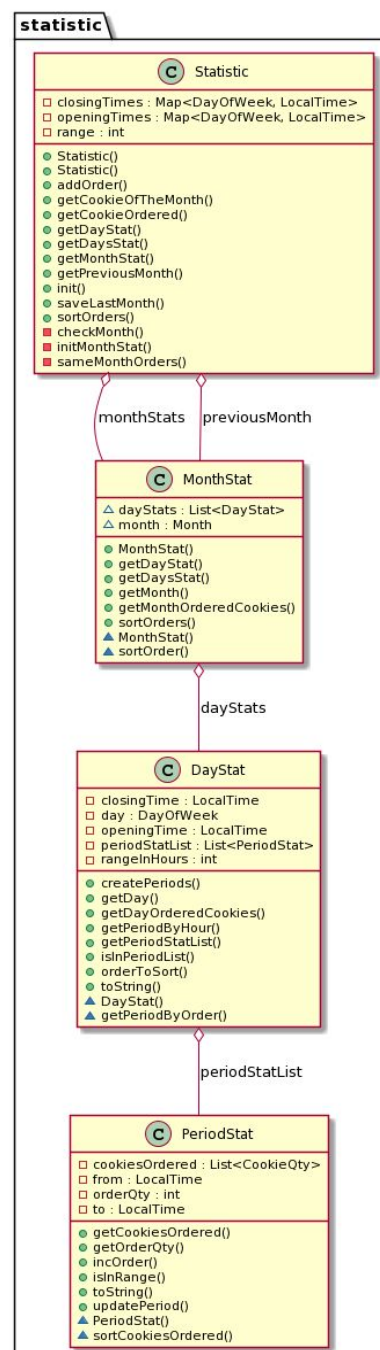 statistic
C Statistic
closingTimes : Map<DayOfWeek, LocalTime>
openingTimes : Map<DayOfWeek, LocalTime>
range : int
Statistic()
Statistic()
addOrder()
getCookieOfTheMonth()
getCookieOrdered()
getDayStat()
getDaysStat()
getMonthStat()
getPreviousMonth()
init()
saveLastMonth()
sortOrders()
checkMonth()
initMonthStat()
sameMonthOrders()
monthStats
previousMonth
C MonthStat
dayStats : List<DayStat>
month : Month
MonthStat()
getDayStat()
getDaysStat()
getMonth()
getMonthOrderedCookies()
sortOrders()
MonthStat()
sortOrder()
dayStats
C DayStat
closingTime : LocalTime
day : DayOfWeek
openingTime : LocalTime
periodStatList : List<PeriodStat>
rangeInHours : int
createPeriods()
getDay()
getDayOrderedCookies()
getPeriodByHour()
getPeriodStatList()
isInPeriodList()
orderToSort()
toString()
DayStat()
getPeriodByOrder()
periodStatList
C PeriodStat
cookiesOrdered : List<CookieQty>
from : LocalTime
orderQty : int
to : LocalTime
getCookiesOrdered()
getOrderQty()
incOrder()
isInRange()
toString()
updatePeriod()
PeriodStat()
sortCookiesOrdered()